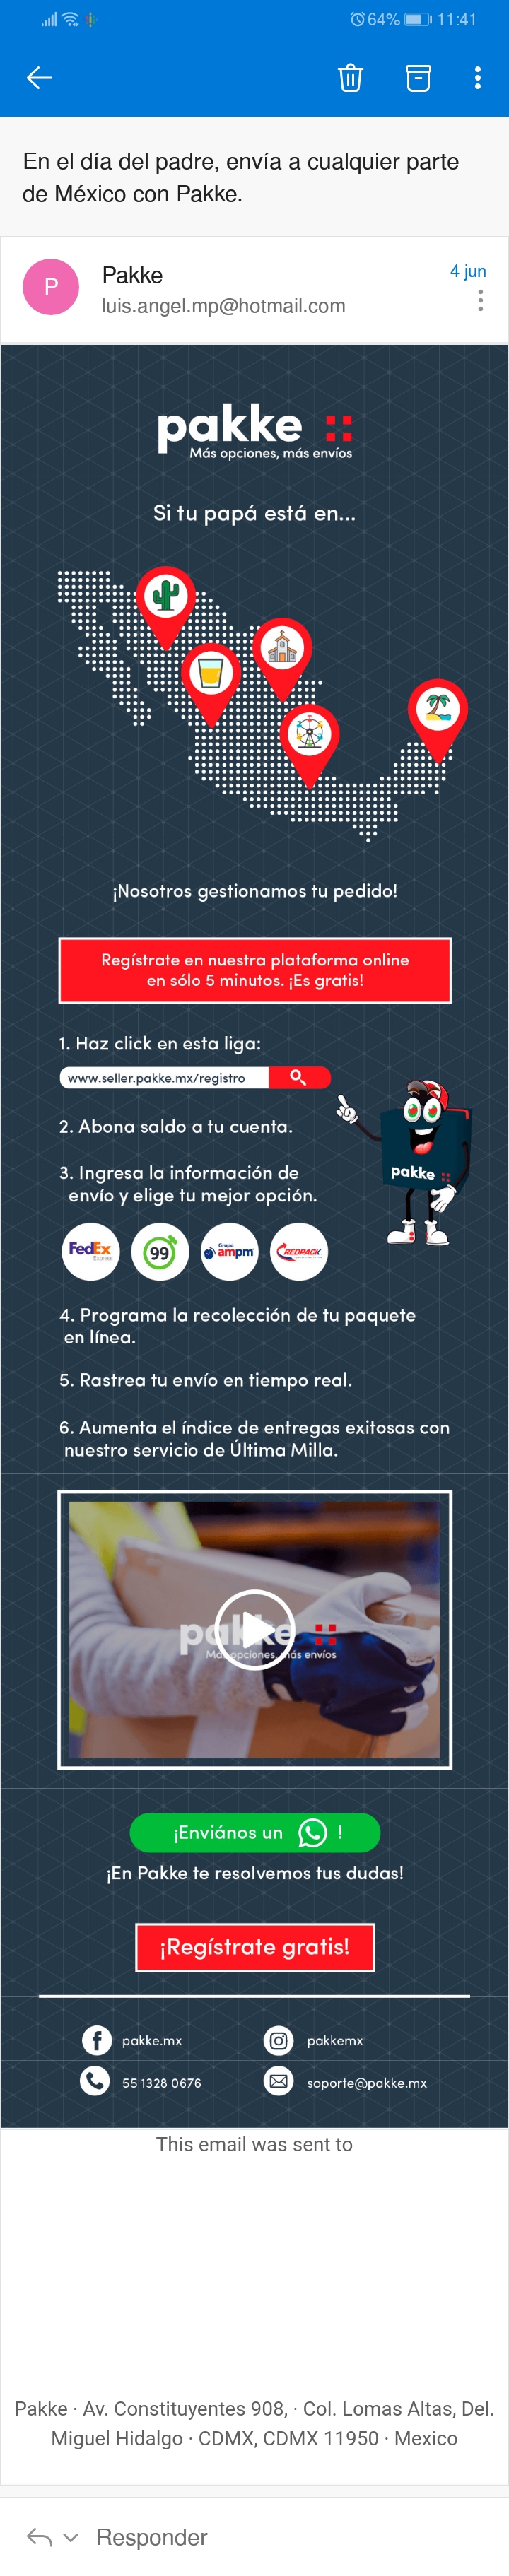 64% 11:41
En el día del padre, envía a cualquier parte
de México con Pakke.
P
Pakke
4 jun
luis.angel.mp@hotmail.com
pakke
Más opciones, más envíos
Si tu papá está en...
¡Nosotros gestionamos tu pedido!
Regístrate en nuestra plataforma online
en sólo 5 minutos. ¡Es gratis!
1. Haz click en esta liga:
www.seller.pakke.mx/registro
2. Abona saldo a tu cuenta.
3. Ingresa la información de
envío y elige tu mejor opción.
pakke
FedEx
Express
99
Grupo
ampm
REDPACK
4. Programa la recolección de tu paquete
en línea.
5. Rastrea tu envío en tiempo real.
6. Aumenta el índice de entregas exitosas con
nuestro servicio de Última Milla.
pakke
Más opciones, más envíos
¡Enviános un !
¡En Pakke te resolvemos tus dudas!
¡Regístrate gratis!
pakke.mx
pakkemx
55 1328 0676
soporte@pakke.mx
This email was sent to
Pakke · Av. Constituyentes 908, · Col. Lomas Altas, Del.
Miguel Hidalgo · CDMX, CDMX 11950 · Mexico
Responder